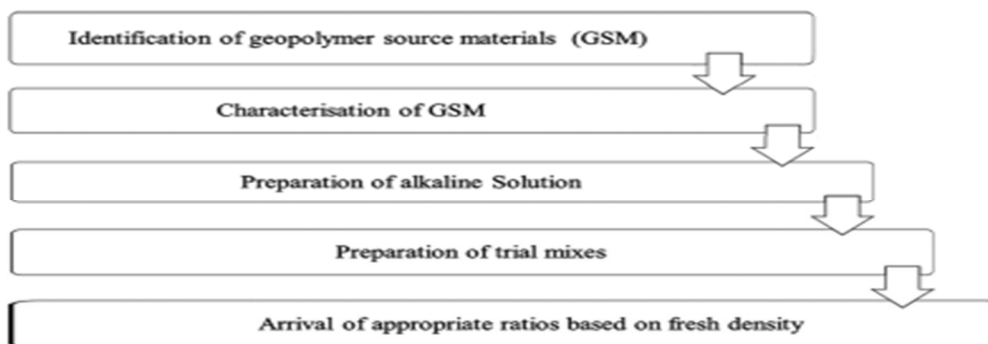 Identification of geopolymer source materials (GSM)
Characterisation of GSM
Preparation of alkaline Solution
Preparation of trial mixes
Arrival of appropriate ratios based on fresh density